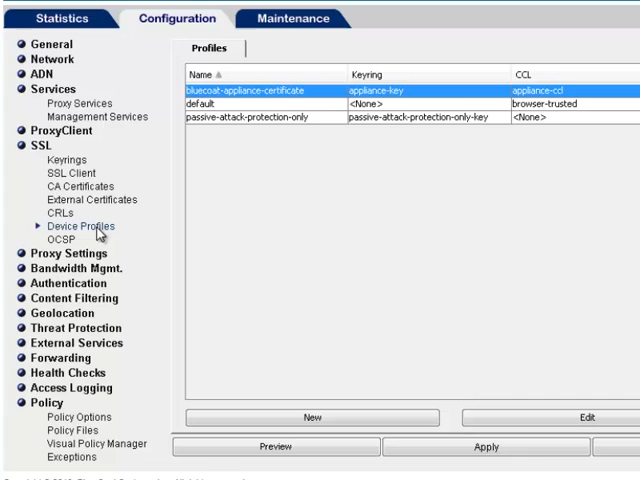 Statistics
Configuration
Maintenance
General
Network
ADN
Services
Proxy Services
Management Services
ProxyClient
SSL
Keyrings
SSL Client
CA Certificates
External Certificates
CRLs
Device Profiles
OCSP
Proxy Settings
Bandwidth Mgmt.
Authentication
Content Filtering
Geolocation
Threat Protection
External Services
Forwarding
Health Checks
Access Logging
Policy
Policy Options
Policy Files
Visual Policy Manager
Exceptions
Profiles
Name Keyring CCL
bluecoat-appliance-certificate appliance-key appliance-ccl
default <None> browser-trusted
passive-attack-protection-only passive-attack-protection-only-key <None>
New Edit
Preview Apply